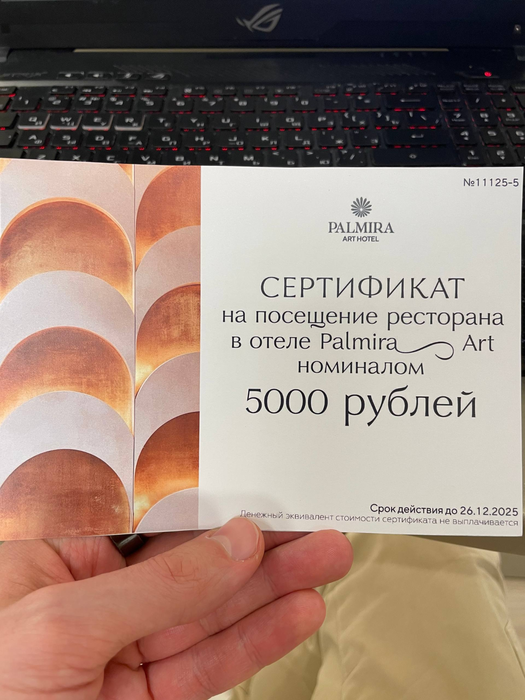 №11125-5
PALMIRA
ART HOTEL
СЕРТИФИКАТ
на посещение ресторана
в отеле Palmira Art
номиналом
5000 рублей
Срок действия до 26.12.2025
Денежный эквивалент стоимости сертификата не выплачивается